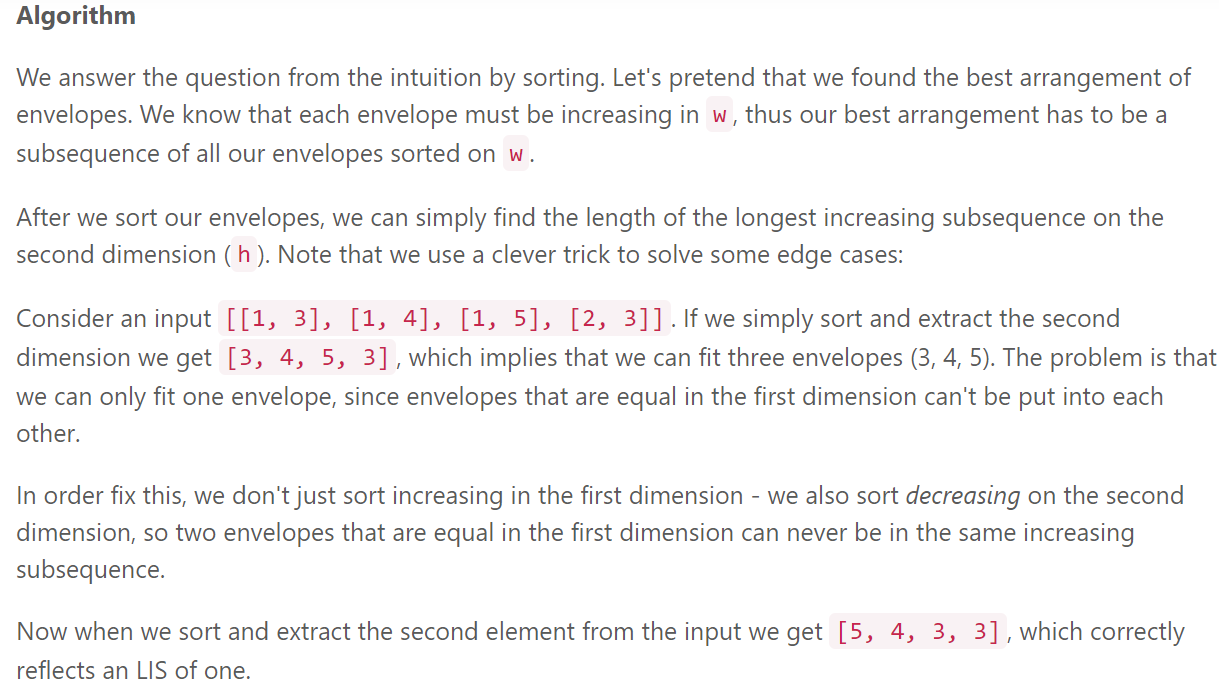 Algorithm
We answer the question from the intuition by sorting. Let's pretend that we found the best arrangement of
envelopes. We know that each envelope must be increasing in w, thus our best arrangement has to be a
subsequence of all our envelopes sorted on w.
After we sort our envelopes, we can simply find the length of the longest increasing subsequence on the
second dimension (h). Note that we use a clever trick to solve some edge cases:
Consider an input [[1, 3], [1, 4], [1, 5], [2, 3]]. If we simply sort and extract the second
dimension we get [3, 4, 5, 3], which implies that we can fit three envelopes (3, 4, 5). The problem is that
we can only fit one envelope, since envelopes that are equal in the first dimension can't be put into each
other.
In order fix this, we don't just sort increasing in the first dimension - we also sort decreasing on the second
dimension, so two envelopes that are equal in the first dimension can never be in the same increasing
subsequence.
Now when we sort and extract the second element from the input we get [5, 4, 3, 3], which correctly
reflects an LIS of one.